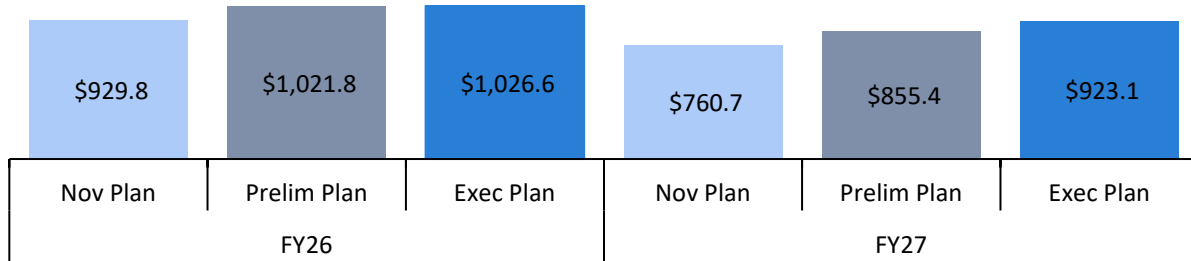 $929.8 $1,021.8 $1,026.6 $760.7 $855.4 $923.1
Nov Plan Prelim Plan Exec Plan Nov Plan Prelim Plan Exec Plan
FY26 FY27